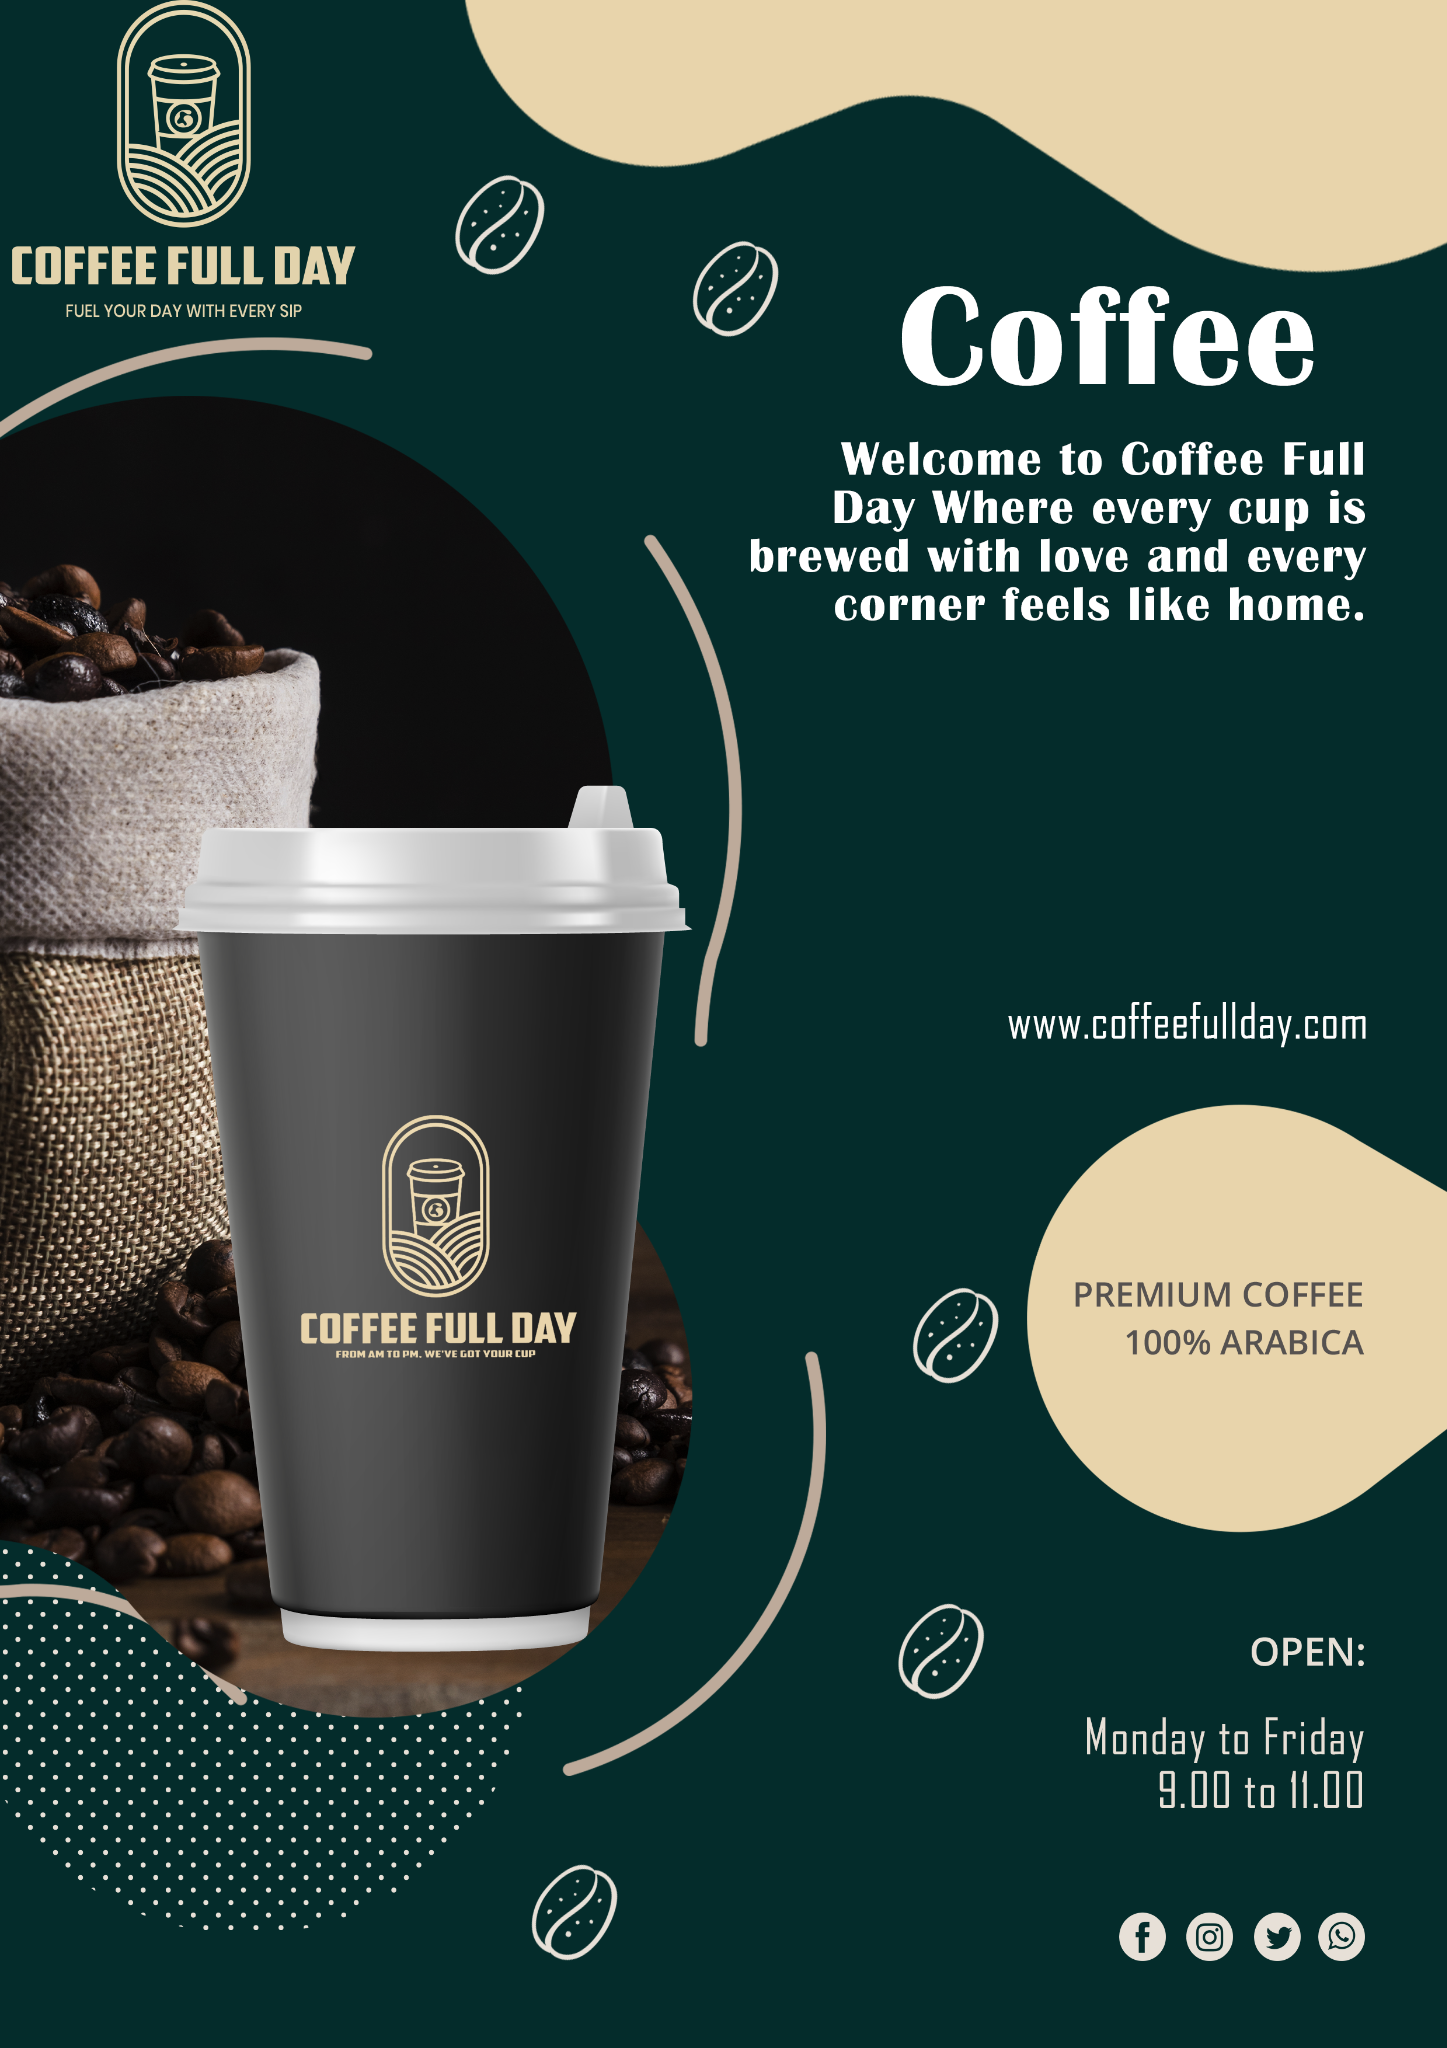 COFFEE FULL DAY
FUEL YOUR DAY WITH EVERY SIP
Coffee
Welcome to Coffee Full
Day Where every cup is
brewed with love and every
corner feels like home.
www.coffeefullday.com
COFFEE FULL DAY
FROM AM TO PM, WE'VE GOT YOUR CUP
PREMIUM COFFEE
100% ARABICA
OPEN:
Monday to Friday
9.00 to 11.00